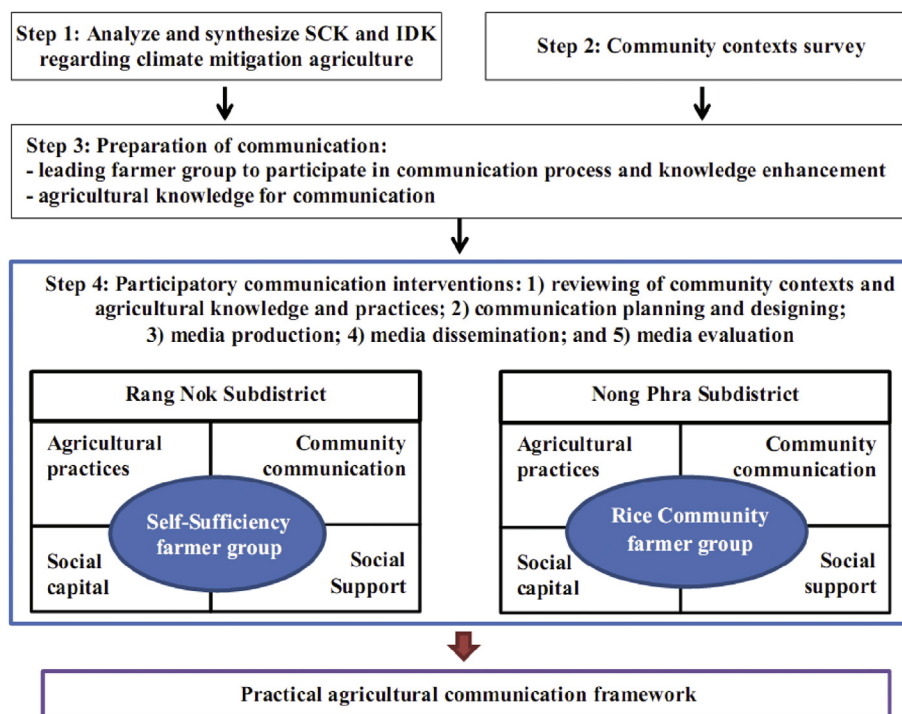 Step 1: Analyze and synthesize SCK and IDK
regarding climate mitigation agriculture
Step 2: Community contexts survey
Step 3: Preparation of communication:
- leading farmer group to participate in communication process and knowledge enhancement
- agricultural knowledge for communication
Step 4: Participatory communication interventions: 1) reviewing of community contexts and
agricultural knowledge and practices; 2) communication planning and designing;
3) media production; 4) media dissemination; and 5) media evaluation
Rang Nok Subdistrict
Agricultural
practices
Community
communication
Self-Sufficiency
farmer group
Social
capital
Social
Support
Nong Phra Subdistrict
Agricultural
practices
Community
communication
Rice Community
farmer group
Social
capital
Social
support
Practical agricultural communication framework